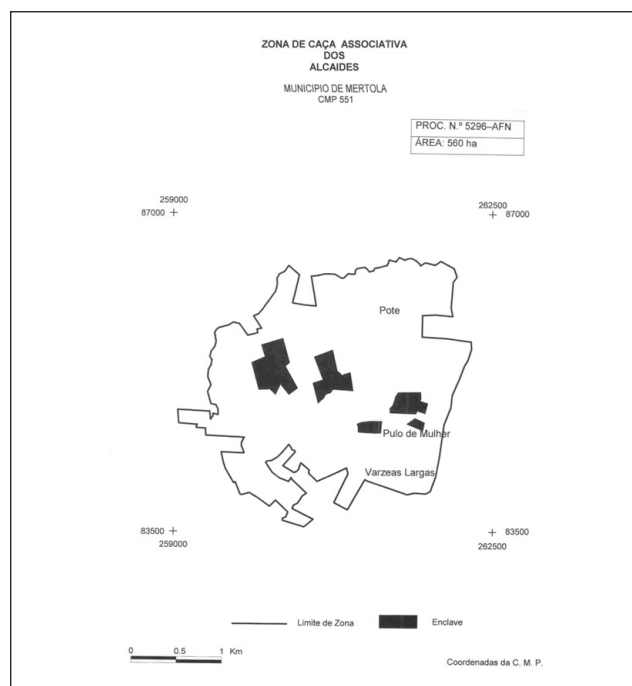 ZONA DE CAÇA ASSOCIATIVA
DOS
ALCAIDES
MUNICIPIO DE MERTOLA
CMP 551
PROC. N.º 5296–AFN
ÁREA: 560 ha
259000
87000
262500
87000
Pote
Pulo de Mulher
Varzeas Largas
83500
259000
83500
262500
Limite de Zona
Enclave
0 0.5 1 Km
Coordenadas da C. M. P.